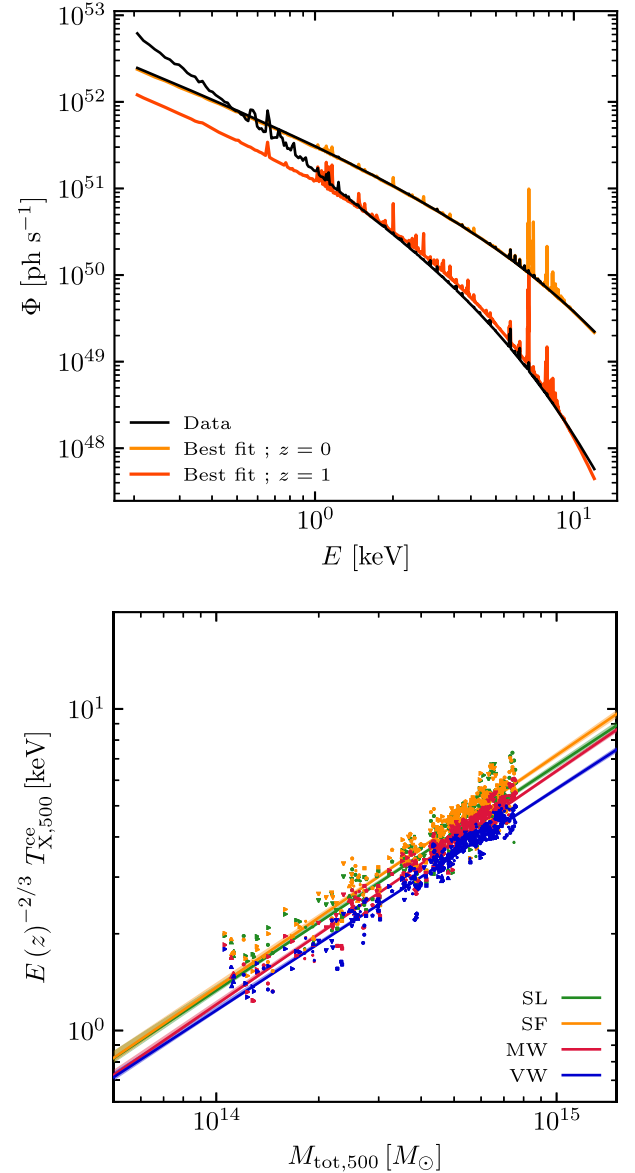 10^53
10^52
10^51
10^50
10^49
10^48
Φ [ph s^−1]
Data
Best fit ; z = 0
Best fit ; z = 1
10^0
10^1
E [keV]
10^1
10^0
E (z)^−2/3 T^ce_X,500 [keV]
SL
SF
MW
VW
10^14
10^15
M_tot,500 [M_⊙]